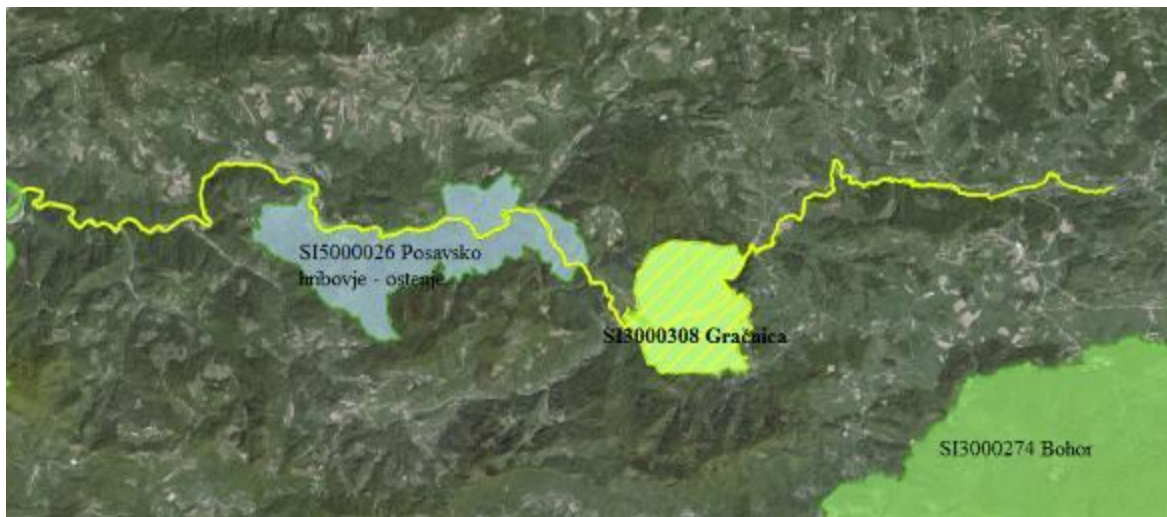 SI5000026 Posavsko
hribovje - ostenje
SI3000308 Gračnica
SI3000274 Bohor